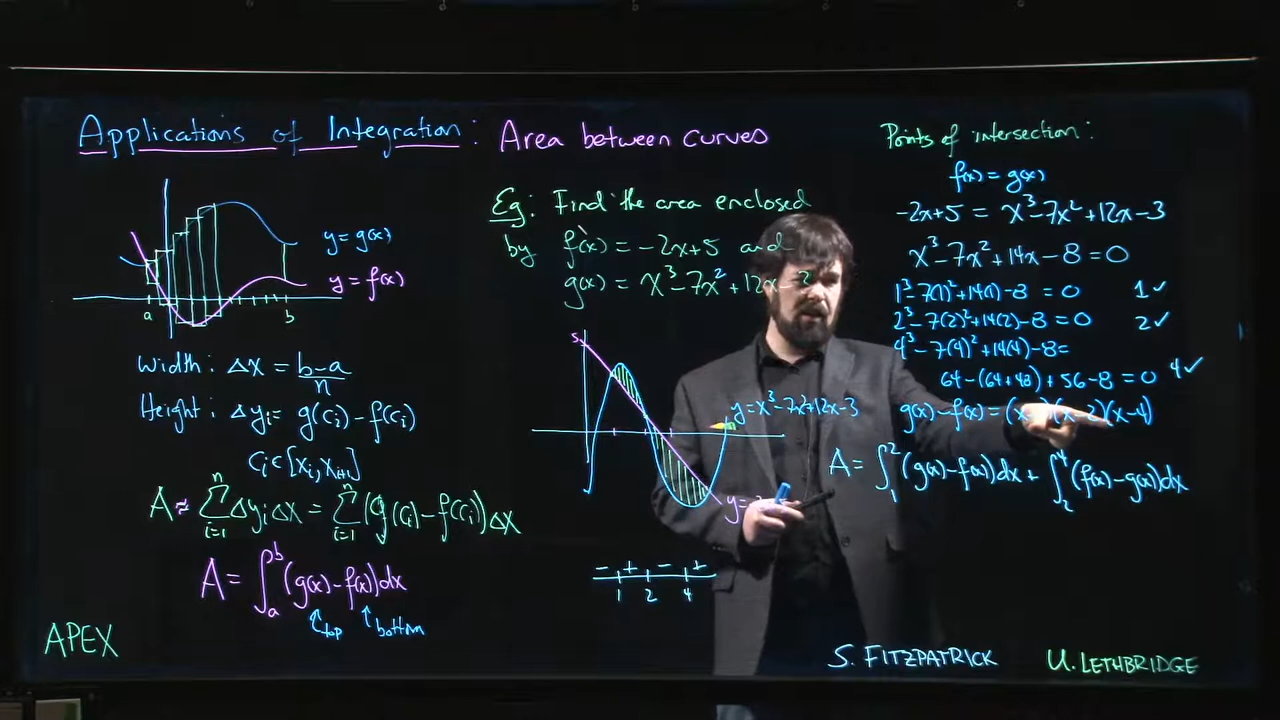 Applications of Integration: Area between curves
y=g(x)
y=f(x)
a
b
Width: Δx = b-a/n
Height: Δyᵢ = g(cᵢ) - f(cᵢ)
cᵢ ∈ [xᵢ, xᵢ₊₁]
A ≈ Σᵢ₌₁ⁿ Δyᵢ Δx = Σᵢ₌₁ⁿ (g(cᵢ) - f(cᵢ)) Δx
A = ∫ₐᵇ (g(x) - f(x)) dx
top bottom
APEX
Eg: Find the area enclosed
by f(x) = -2x+5 and
g(x) = x³-7x²+12x
5
y=x³-7x²+12x-3
y=
- + - +
1 2 4
Points of intersection:
f(x) = g(x)
-2x+5 = x³-7x²+12x-3
x³-7x²+14x-8=0
1³-7(1)²+14(1)-8 = 0 1✓
2³-7(2)²+14(2)-8=0 2✓
4³-7(4)²+14(4)-8=
64-(64+48)+56-8=0 4✓
g(x)-f(x)=(x- )(x-2)(x-4)
A = ∫₁² (g(x)-f(x))dx + ∫₂⁴ (f(x)-g(x))dx
S. FITZPATRICK
U. LETHBRIDGE